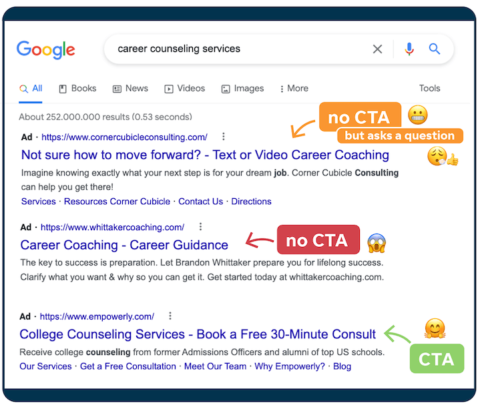 Google
career counseling services
All Books News Videos Images More Tools
About 252.000.000 results (0.53 seconds)
no CTA
but asks a question
Ad · https://www.cornercubicleconsulting.com/
Not sure how to move forward? - Text or Video Career Coaching
Imagine knowing exactly what your next step is for your dream job. Corner Cubicle Consulting
can help you get there!
Services · Resources Corner Cubicle · Contact Us · Directions
Ad · https://www.whittakercoaching.com/
Career Coaching - Career Guidance
no CTA
The key to success is preparation. Let Brandon Whittaker prepare you for lifelong success.
Clarify what you want & why so you can get it. Get started today at whittakercoaching.com.
Ad · https://www.empowerly.com/
College Counseling Services - Book a Free 30-Minute Consult
Receive college counseling from former Admissions Officers and alumni of top US schools.
CTA
Our Services · Get a Free Consultation · Meet Our Team · Why Empowerly? · Blog